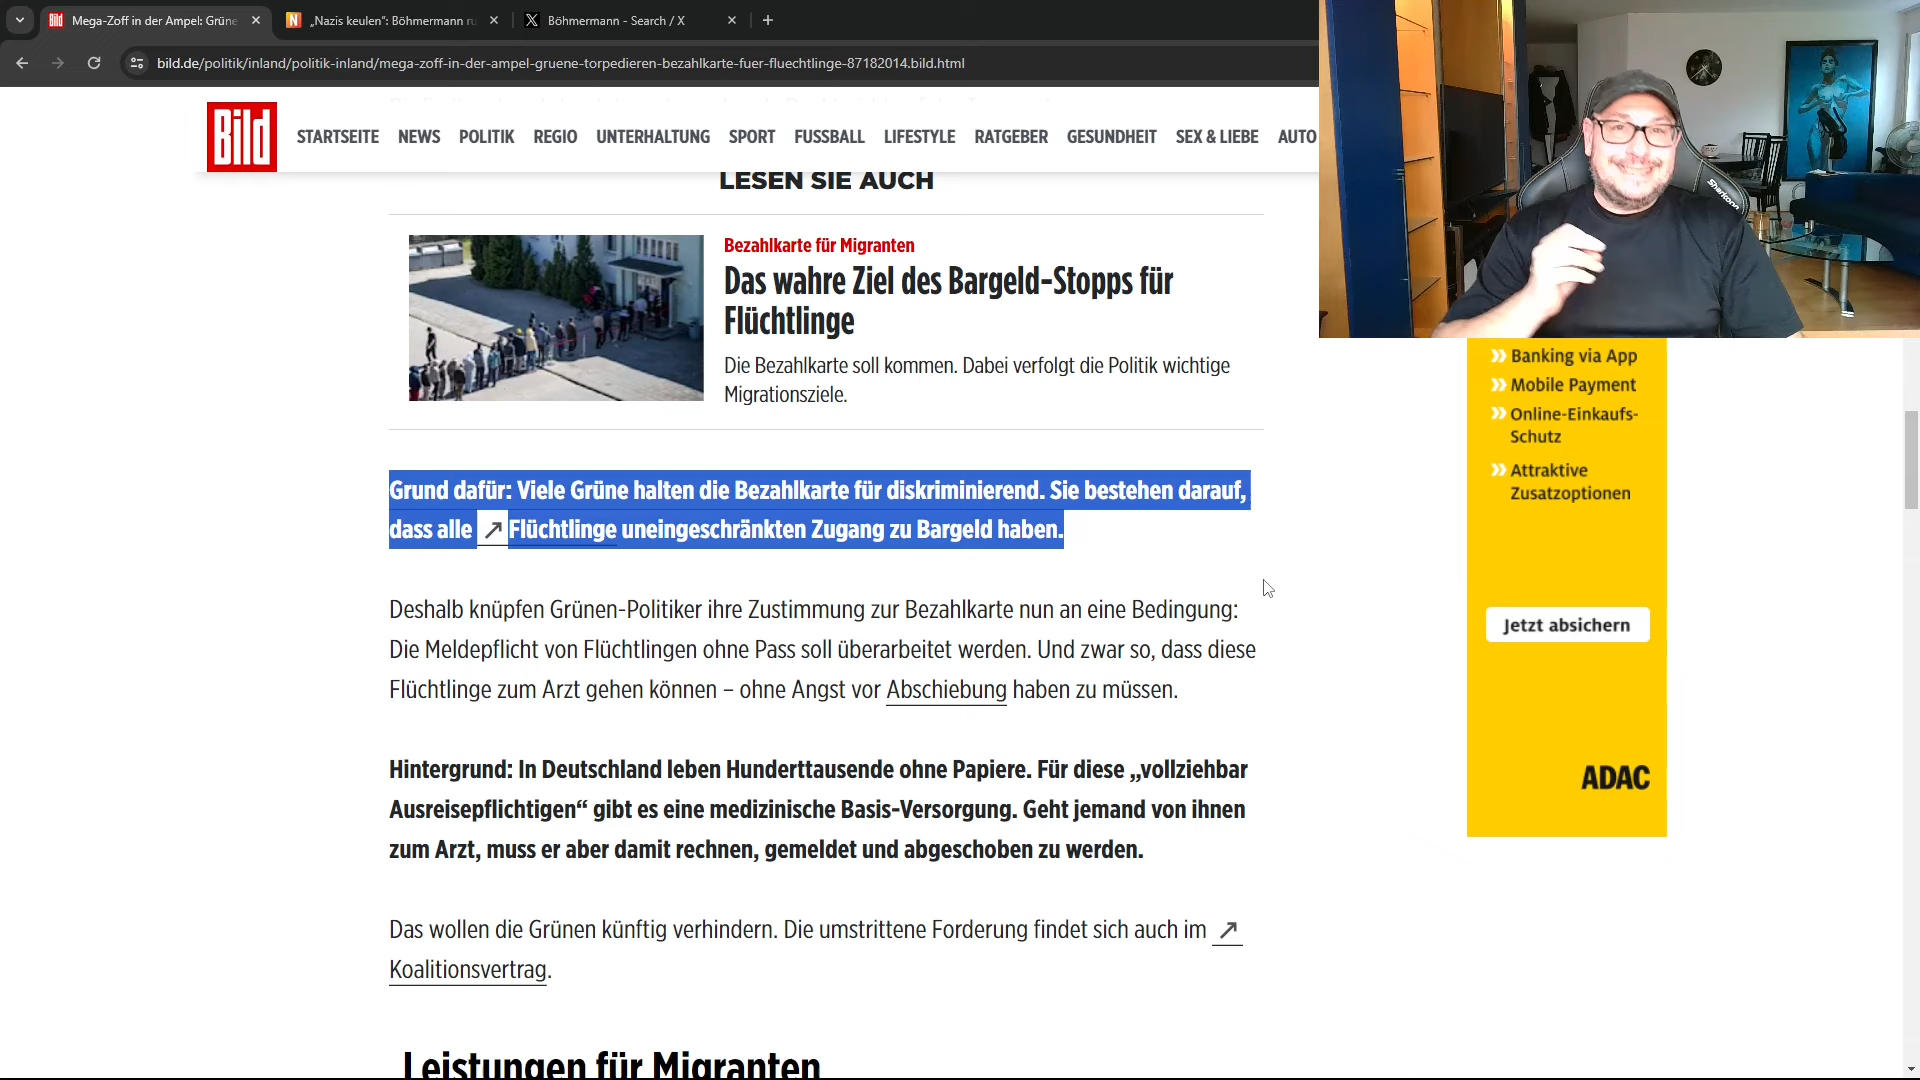 Mega-Zoff in der Ampel: Grüne
„Nazis keulen“: Böhmermann ru
Böhmermann - Search / X
bild.de/politik/inland/politik-inland/mega-zoff-in-der-ampel-gruene-torpedieren-bezahlkarte-fuer-fluechtlinge-87182014.bild.html
Bild
STARTSEITE NEWS POLITIK REGIO UNTERHALTUNG SPORT FUSSBALL LIFESTYLE RATGEBER GESUNDHEIT SEX & LIEBE AUTO
LESEN SIE AUCH
Bezahlkarte für Migranten
Das wahre Ziel des Bargeld-Stopps für
Flüchtlinge
Die Bezahlkarte soll kommen. Dabei verfolgt die Politik wichtige
Migrationsziele.
Grund dafür: Viele Grüne halten die Bezahlkarte für diskriminierend. Sie bestehen darauf,
dass alle Flüchtlinge uneingeschränkten Zugang zu Bargeld haben.
Deshalb knüpfen Grünen-Politiker ihre Zustimmung zur Bezahlkarte nun an eine Bedingung:
Die Meldepflicht von Flüchtlingen ohne Pass soll überarbeitet werden. Und zwar so, dass diese
Flüchtlinge zum Arzt gehen können – ohne Angst vor Abschiebung haben zu müssen.
Hintergrund: In Deutschland leben Hunderttausende ohne Papiere. Für diese „vollziehbar
Ausreisepflichtigen“ gibt es eine medizinische Basis-Versorgung. Geht jemand von ihnen
zum Arzt, muss er aber damit rechnen, gemeldet und abgeschoben zu werden.
Das wollen die Grünen künftig verhindern. Die umstrittene Forderung findet sich auch im
Koalitionsvertrag.
Leistungen für Migranten
Banking via App
Mobile Payment
Online-Einkaufs-
Schutz
Attraktive
Zusatzoptionen
Jetzt absichern
ADAC
Sharkoon